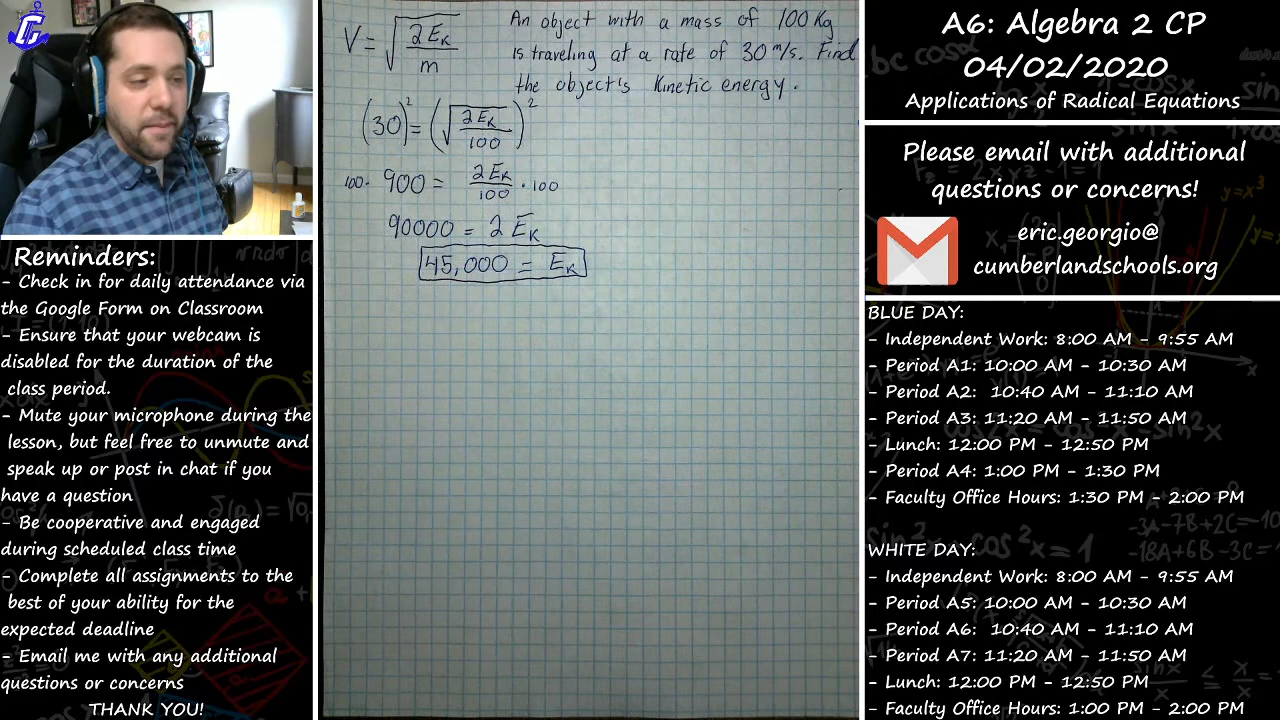 C
V = √(2 E_K / m)
An object with a mass of 100 Kg
is traveling at a rate of 30 m/s. Find
the object's Kinetic energy.
(30)² = (√(2 E_K / 100))²
100 · 900 = 2 E_K / 100 · 100
90000 = 2 E_K
45,000 = E_K
Reminders:
- Check in for daily attendance via
the Google Form on Classroom
- Ensure that your webcam is
disabled for the duration of the
class period.
- Mute your microphone during the
lesson, but feel free to unmute and
speak up or post in chat if you
have a question
- Be cooperative and engaged
during scheduled class time
- Complete all assignments to the
best of your ability for the
expected deadline
- Email me with any additional
questions or concerns
THANK YOU!
A6: Algebra 2 CP
04/02/2020
Applications of Radical Equations
Please email with additional
questions or concerns!
eric.georgio@
cumberlandschools.org
BLUE DAY:
- Independent Work: 8:00 AM - 9:55 AM
- Period A1: 10:00 AM - 10:30 AM
- Period A2: 10:40 AM - 11:10 AM
- Period A3: 11:20 AM - 11:50 AM
- Lunch: 12:00 PM - 12:50 PM
- Period A4: 1:00 PM - 1:30 PM
- Faculty Office Hours: 1:30 PM - 2:00 PM
WHITE DAY:
- Independent Work: 8:00 AM - 9:55 AM
- Period A5: 10:00 AM - 10:30 AM
- Period A6: 10:40 AM - 11:10 AM
- Period A7: 11:20 AM - 11:50 AM
- Lunch: 12:00 PM - 12:50 PM
- Faculty Office Hours: 1:00 PM - 2:00 PM